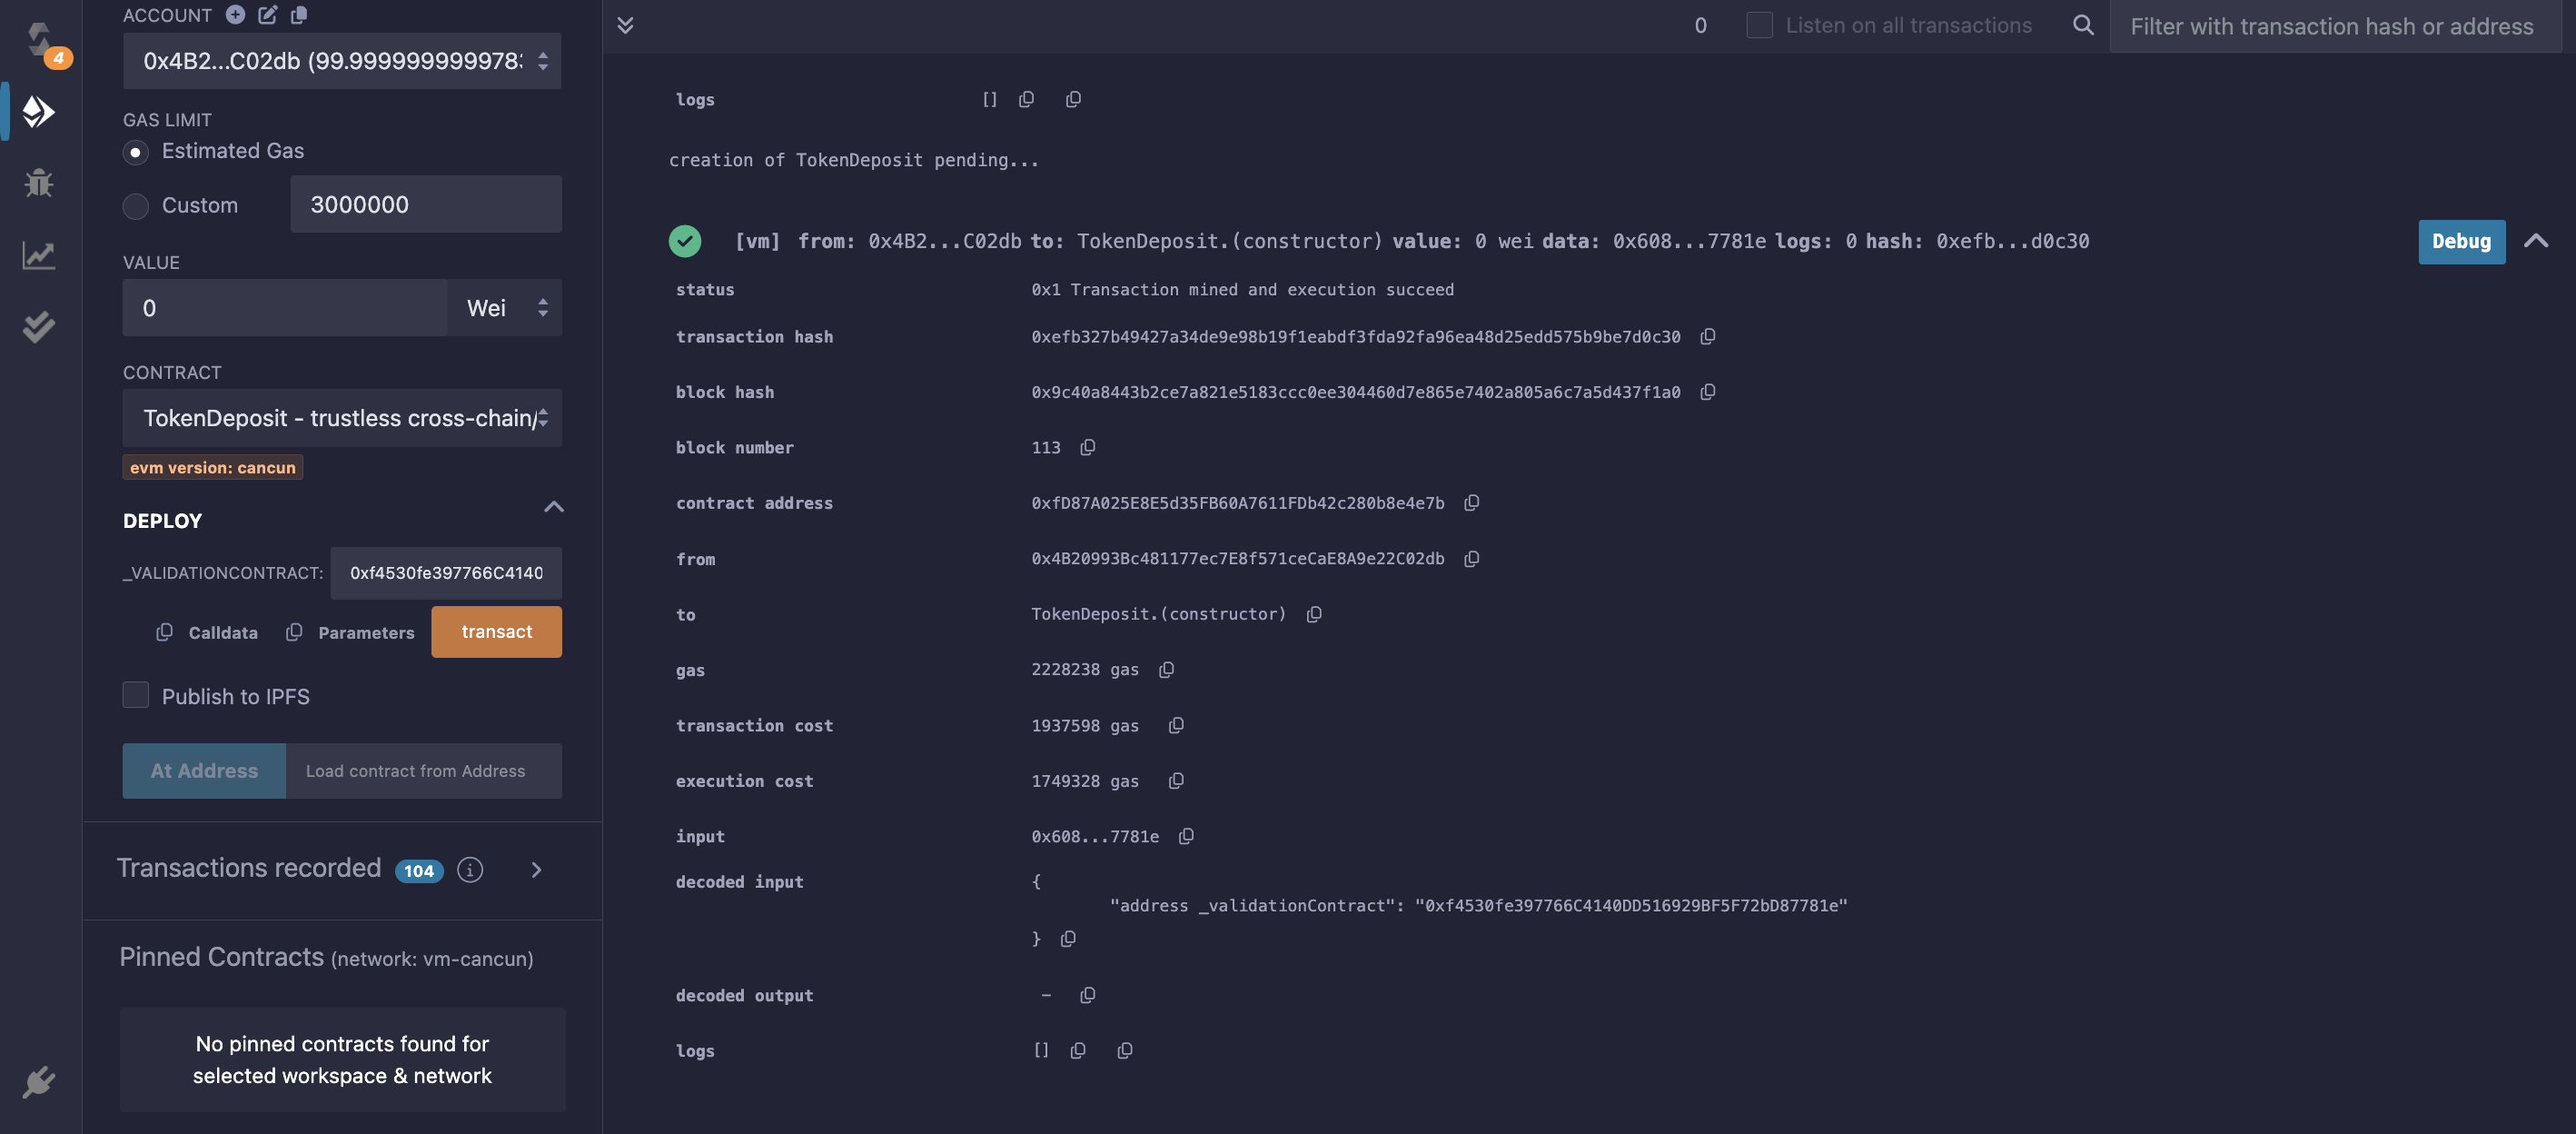 4
ACCOUNT
0x4B2...C02db (99.9999999999783
GAS LIMIT
Estimated Gas
Custom
3000000
VALUE
0
Wei
CONTRACT
TokenDeposit - trustless cross-chain/
evm version: cancun
DEPLOY
_VALIDATIONCONTRACT:
0xf4530fe397766C4140
Calldata
Parameters
transact
Publish to IPFS
At Address
Load contract from Address
Transactions recorded 104
Pinned Contracts (network: vm-cancun)
No pinned contracts found for
selected workspace & network
0
Listen on all transactions
Filter with transaction hash or address
logs []
creation of TokenDeposit pending...
[vm] from: 0x4B2...C02db to: TokenDeposit.(constructor) value: 0 wei data: 0x608...7781e logs: 0 hash: 0xefb...d0c30
Debug
status 0x1 Transaction mined and execution succeed
transaction hash 0xefb327b49427a34de9e98b19f1eabdf3fda92fa96ea48d25edd575b9be7d0c30
block hash 0x9c40a8443b2ce7a821e5183ccc0ee304460d7e865e7402a805a6c7a5d437f1a0
block number 113
contract address 0xfD87A025E8E5d35FB60A7611FDb42c280b8e4e7b
from 0x4B20993Bc481177ec7E8f571ceCaE8A9e22C02db
to TokenDeposit.(constructor)
gas 2228238 gas
transaction cost 1937598 gas
execution cost 1749328 gas
input 0x608...7781e
decoded input {
"address _validationContract": "0xf4530fe397766C4140DD516929BF5F72bD87781e"
}
decoded output –
logs []